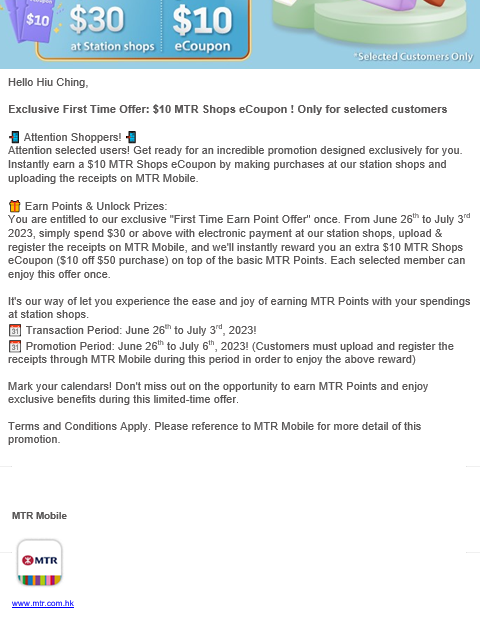 coupon
$10
$30
at Station shops
$10
eCoupon
*Selected Customers Only
Hello Hiu Ching,
Exclusive First Time Offer: $10 MTR Shops eCoupon ! Only for selected customers
Attention Shoppers!
Attention selected users! Get ready for an incredible promotion designed exclusively for you.
Instantly earn a $10 MTR Shops eCoupon by making purchases at our station shops and
uploading the receipts on MTR Mobile.
Earn Points & Unlock Prizes:
You are entitled to our exclusive "First Time Earn Point Offer" once. From June 26th to July 3rd
2023, simply spend $30 or above with electronic payment at our station shops, upload &
register the receipts on MTR Mobile, and we'll instantly reward you an extra $10 MTR Shops
eCoupon ($10 off $50 purchase) on top of the basic MTR Points. Each selected member can
enjoy this offer once.
It's our way of let you experience the ease and joy of earning MTR Points with your spendings
at station shops.
31 Transaction Period: June 26th to July 3rd, 2023!
31 Promotion Period: June 26th to July 6th, 2023! (Customers must upload and register the
receipts through MTR Mobile during this period in order to enjoy the above reward)
Mark your calendars! Don't miss out on the opportunity to earn MTR Points and enjoy
exclusive benefits during this limited-time offer.
Terms and Conditions Apply. Please reference to MTR Mobile for more detail of this
promotion.
MTR Mobile
MTR
www.mtr.com.hk